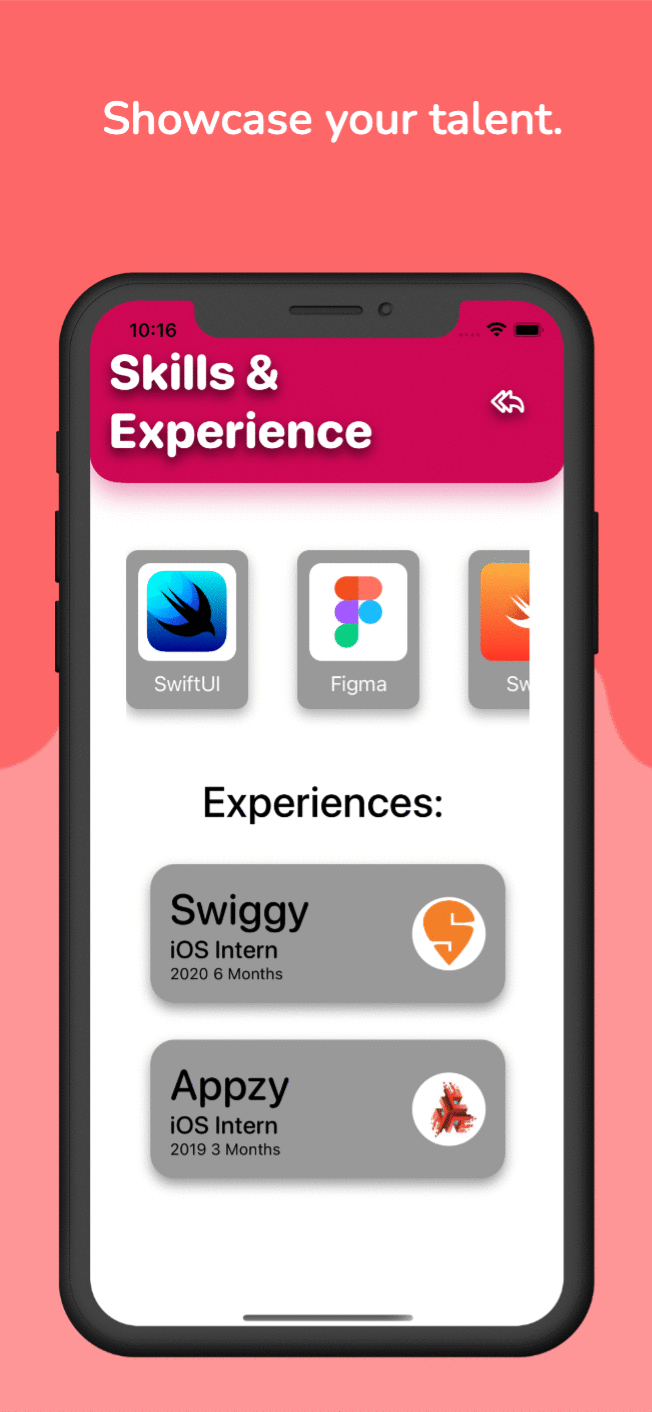 Showcase your talent.
10:16
Skills &
Experience
SwiftUI
Figma
Sw
Experiences:
Swiggy
iOS Intern
2020 6 Months
Appzy
iOS Intern
2019 3 Months